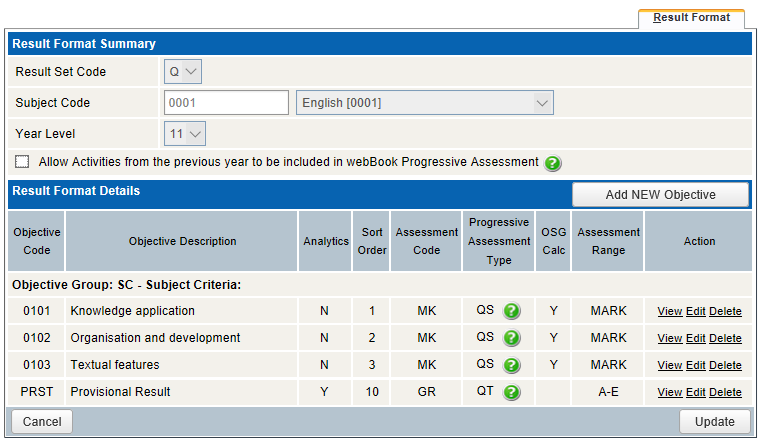 Result Format
Result Format Summary
Result Set Code Q
Subject Code 0001 English [0001]
Year Level 11
Allow Activities from the previous year to be included in webBook Progressive Assessment ?
Result Format Details Add NEW Objective
Objective Code Objective Description Analytics Sort Order Assessment Code Progressive Assessment Type OSG Calc Assessment Range Action
Objective Group: SC - Subject Criteria:
0101 Knowledge application N 1 MK QS ? Y MARK View Edit Delete
0102 Organisation and development N 2 MK QS ? Y MARK View Edit Delete
0103 Textual features N 3 MK QS ? Y MARK View Edit Delete
PRST Provisional Result Y 10 GR QT ? A-E View Edit Delete
Cancel Update